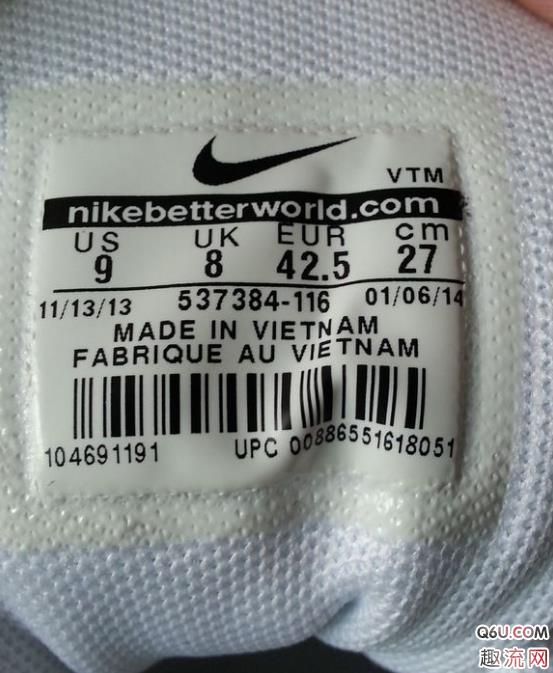 VTM
nikebetterworld.com
US UK EUR cm
9 8 42.5 27
11/13/13 537384-116 01/06/14
MADE IN VIETNAM
FABRIQUE AU VIETNAM
104691191 UPC 00886551618051
Q6U.COM
趣流网